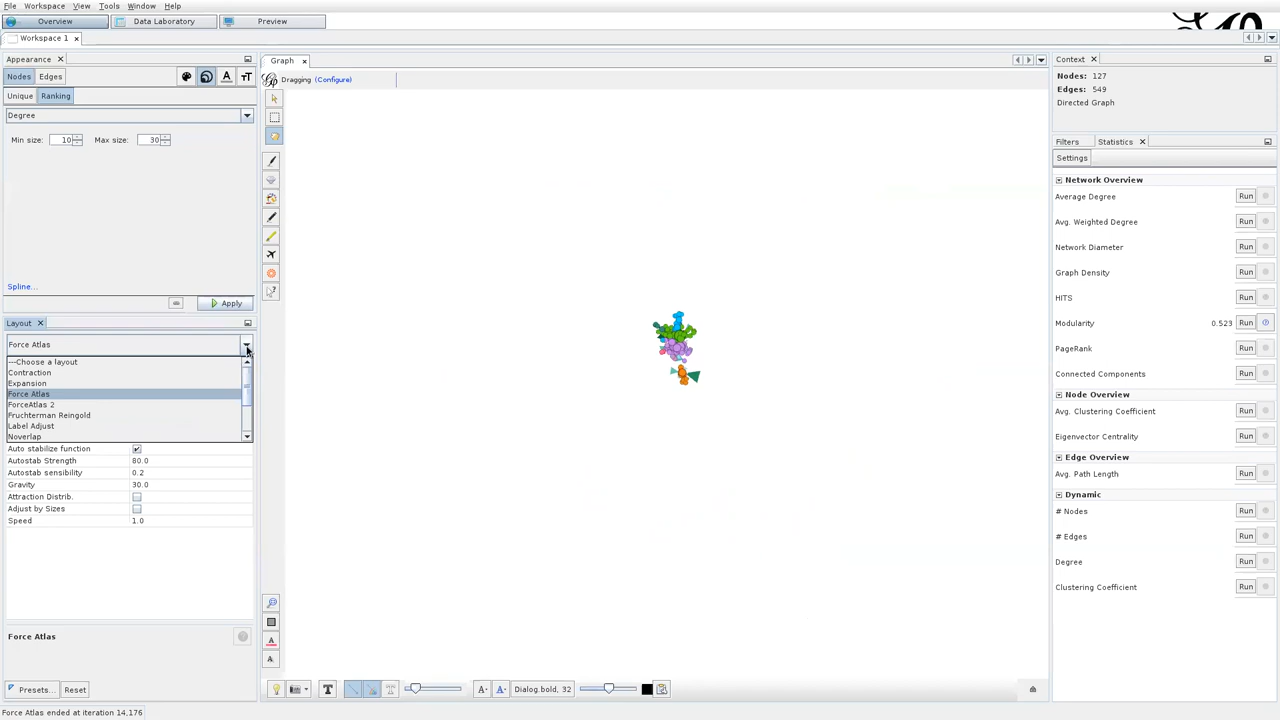 File Workspace View Tools Window Help
Overview Data Laboratory Preview
Workspace 1
Appearance
Nodes Edges
Unique Ranking
Degree
Min size: 10 Max size: 30
Spline...
Apply
Layout
Force Atlas
---Choose a layout
Contraction
Expansion
Force Atlas
ForceAtlas 2
Fruchterman Reingold
Label Adjust
Noverlap
Auto stabilize function
Autostab Strength 80.0
Autostab sensibility 0.2
Gravity 30.0
Attraction Distrib.
Adjust by Sizes
Speed 1.0
Force Atlas
Presets... Reset
Force Atlas ended at iteration 14,176
Graph
Dragging (Configure)
Dialog.bold, 32
Context
Nodes: 127
Edges: 549
Directed Graph
Filters Statistics
Settings
Network Overview
Average Degree Run
Avg. Weighted Degree Run
Network Diameter Run
Graph Density Run
HITS Run
Modularity 0.523 Run
PageRank Run
Connected Components Run
Node Overview
Avg. Clustering Coefficient Run
Eigenvector Centrality Run
Edge Overview
Avg. Path Length Run
Dynamic
# Nodes Run
# Edges Run
Degree Run
Clustering Coefficient Run